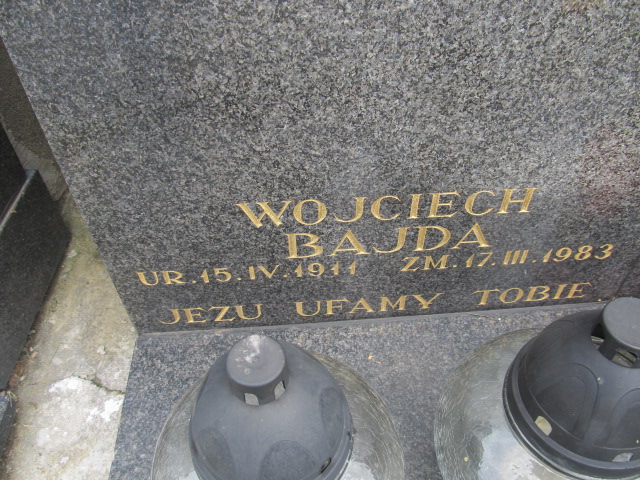 WOJCIECH
BAJDA
UR.15.IV.1911 ZM.17.III.1983
JEZU UFAMY TOBIE